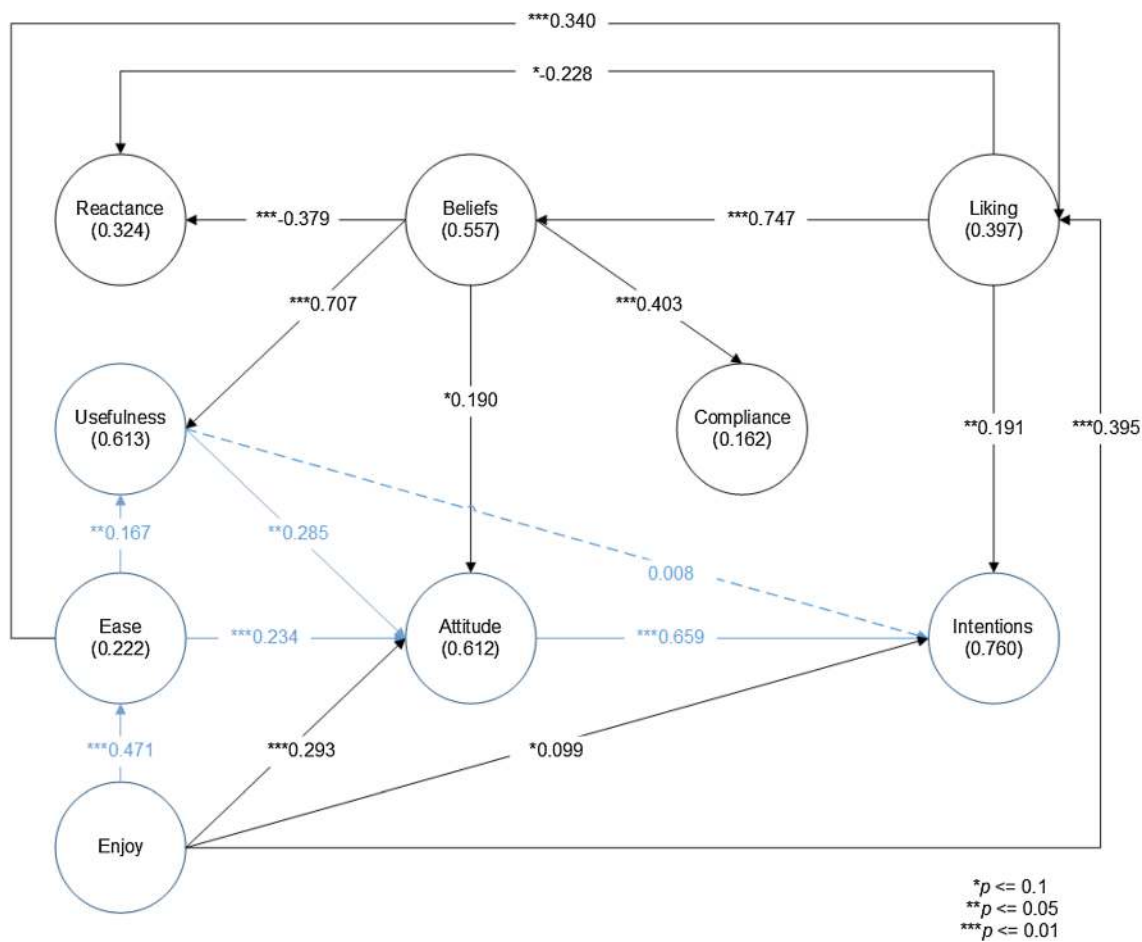 ***0.340
*-0.228
Reactance
(0.324)
***-0.379
Beliefs
(0.557)
***0.747
Liking
(0.397)
***0.707
***0.403
Usefulness
(0.613)
*0.190
Compliance
(0.162)
**0.191
***0.395
**0.167
**0.285
0.008
Ease
(0.222)
***0.234
Attitude
(0.612)
***0.659
Intentions
(0.760)
***0.471
***0.293
*0.099
Enjoy
*p <= 0.1
**p <= 0.05
***p <= 0.01